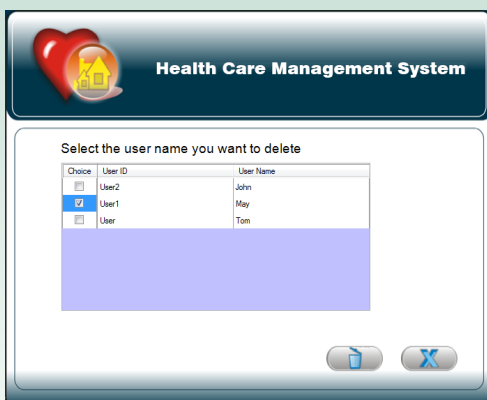 Health Care Management System
Select the user name you want to delete
Choice User ID User Name
User2 John
User1 May
User Tom